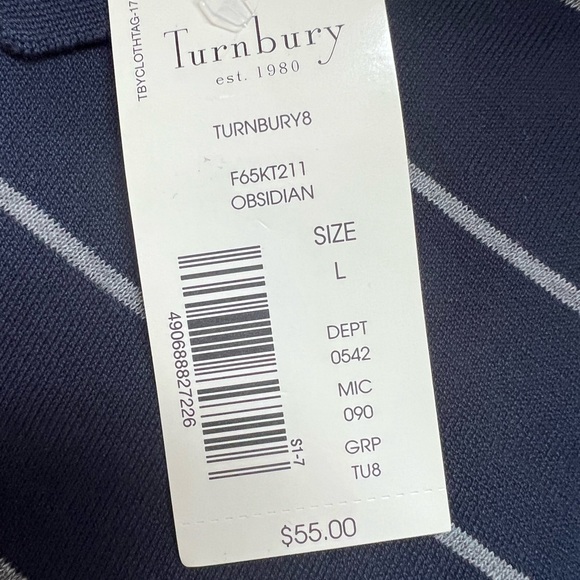 TBYCLOTHTAG-17
Turnbury
est. 1980
TURNBURY8
F65KT211
OBSIDIAN
SIZE
L
490688827226
S1-7
DEPT
0542
MIC
090
GRP
TU8
$55.00